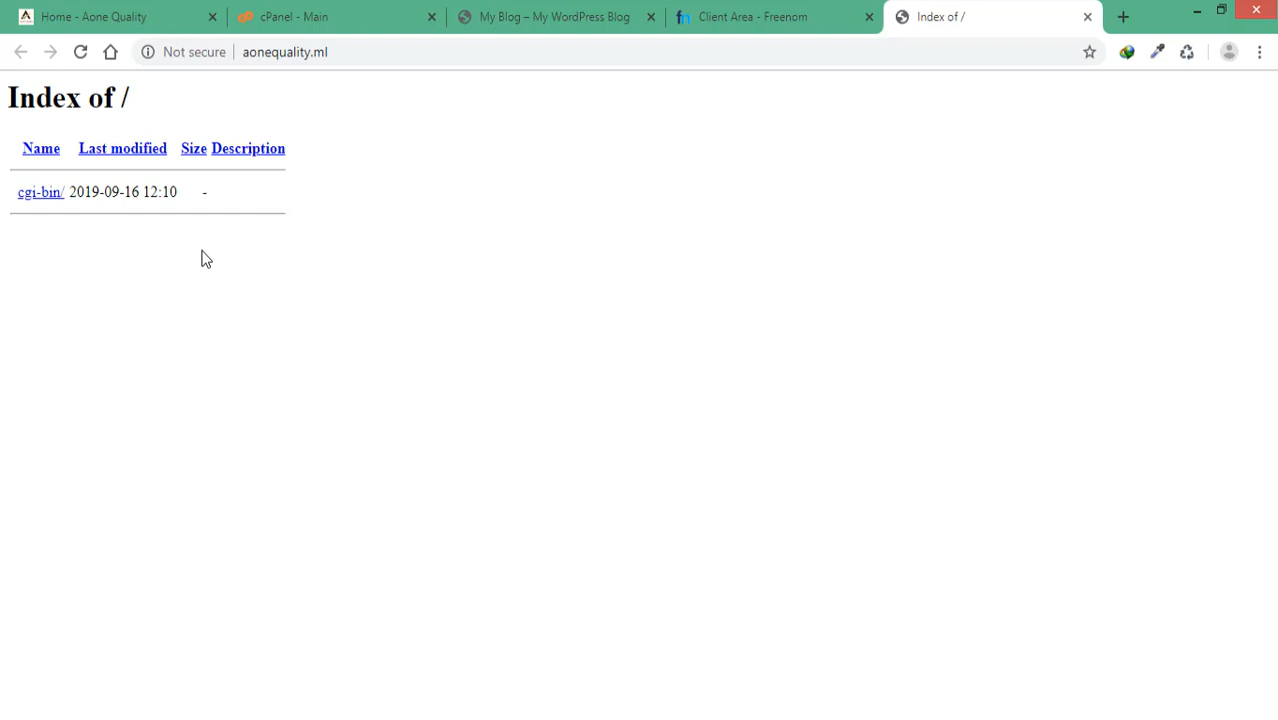 Home - Aone Quality
cPanel - Main
My Blog – My WordPress Blog
Client Area - Freenom
Index of /
Not secure
aonequality.ml
Index of /
Name Last modified Size Description
cgi-bin/ 2019-09-16 12:10 -